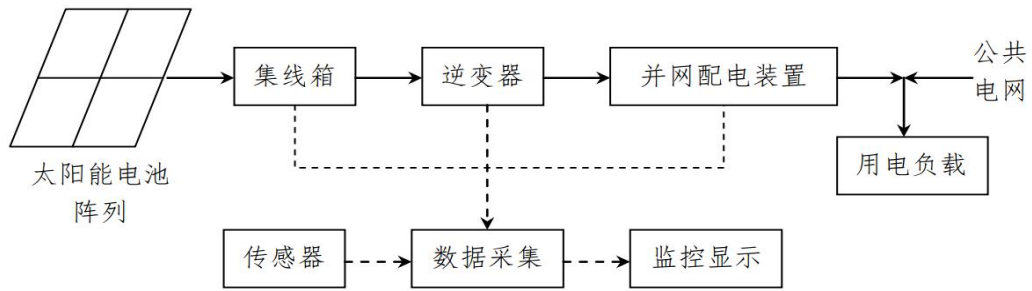 集线箱
逆变器
并网配电装置
公共
电网
太阳能电池
阵列
用电负载
传感器
数据采集
监控显示